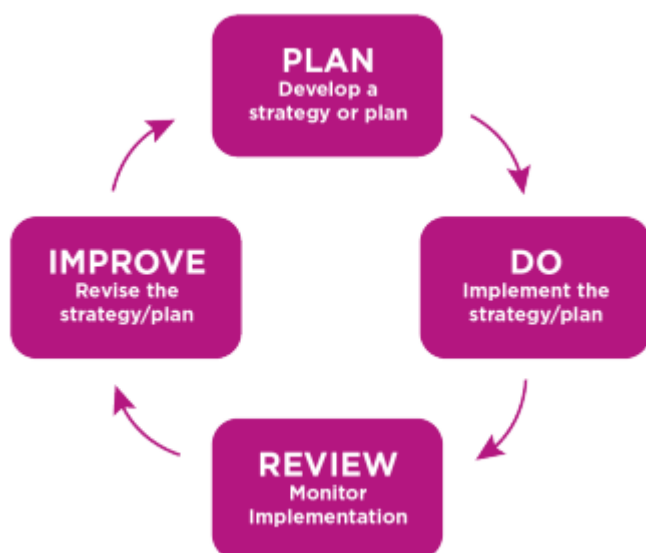 PLAN
Develop a
strategy or plan
DO
Implement the
strategy/plan
REVIEW
Monitor
Implementation
IMPROVE
Revise the
strategy/plan